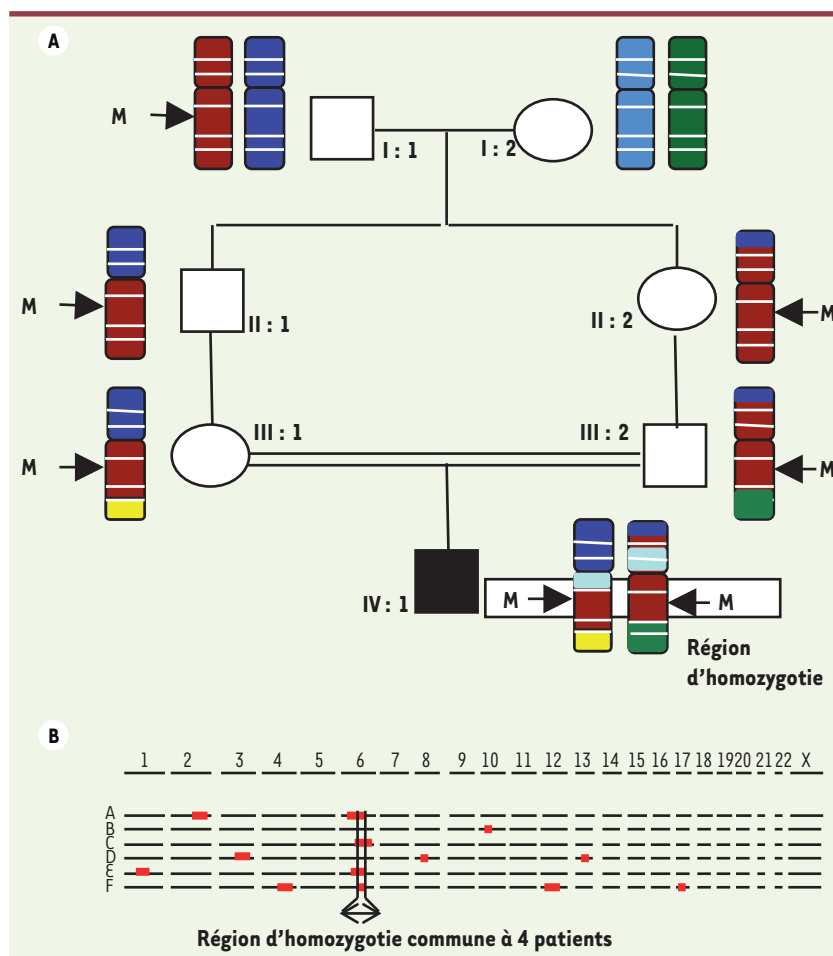 A
M
I : 1
I : 2
M
II : 1
II : 2
M
M
III : 1
III : 2
M
IV : 1
M
M
Région
d'homozygotie
B
1 2 3 4 5 6 7 8 9 10 11 12 13 14 15 16 17 18 19 20 21 22 X
A
B
C
D
E
F
Région d'homozygotie commune à 4 patients